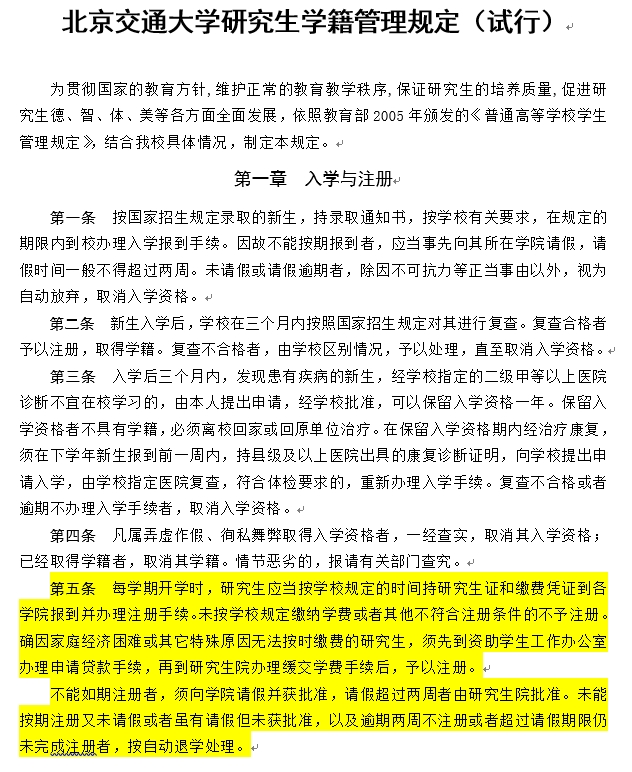 北京交通大学研究生学籍管理规定（试行）
为贯彻国家的教育方针,维护正常的教育教学秩序,保证研究生的培养质量,促进研
究生德、智、体、美等各方面全面发展，依照教育部2005年颁发的《普通高等学校学生
管理规定》，结合我校具体情况，制定本规定。
第一章 入学与注册
第一条 按国家招生规定录取的新生，持录取通知书，按学校有关要求，在规定的
期限内到校办理入学报到手续。因故不能按期报到者，应当事先向其所在学院请假，请
假时间一般不得超过两周。未请假或请假逾期者，除因不可抗力等正当事由以外，视为
自动放弃，取消入学资格。
第二条 新生入学后，学校在三个月内按照国家招生规定对其进行复查。复查合格者
予以注册，取得学籍。复查不合格者，由学校区别情况，予以处理，直至取消入学资格。
第三条 入学后三个月内，发现患有疾病的新生，经学校指定的二级甲等以上医院
诊断不宜在校学习的，由本人提出申请，经学校批准，可以保留入学资格一年。保留入
学资格者不具有学籍，必须离校回家或回原单位治疗。在保留入学资格期内经治疗康复，
须在下学年新生报到前一周内，持县级及以上医院出具的康复诊断证明，向学校提出申
请入学，由学校指定医院复查，符合体检要求的，重新办理入学手续。复查不合格或者
逾期不办理入学手续者，取消入学资格。
第四条 凡属弄虚作假、徇私舞弊取得入学资格者，一经查实，取消其入学资格；
已经取得学籍者，取消其学籍。情节恶劣的，报请有关部门查究。
第五条 每学期开学时，研究生应当按学校规定的时间持研究生证和缴费凭证到各
学院报到并办理注册手续。未按学校规定缴纳学费或者其他不符合注册条件的不予注册。
确因家庭经济困难或其它特殊原因无法按时缴费的研究生，须先到资助学生工作办公室
办理申请贷款手续，再到研究生院办理缓交学费手续后，予以注册。
不能如期注册者，须向学院请假并获批准，请假超过两周者由研究生院批准。未能
按期注册又未请假或者虽有请假但未获批准，以及逾期两周不注册或者超过请假期限仍
未完成注册者，按自动退学处理。